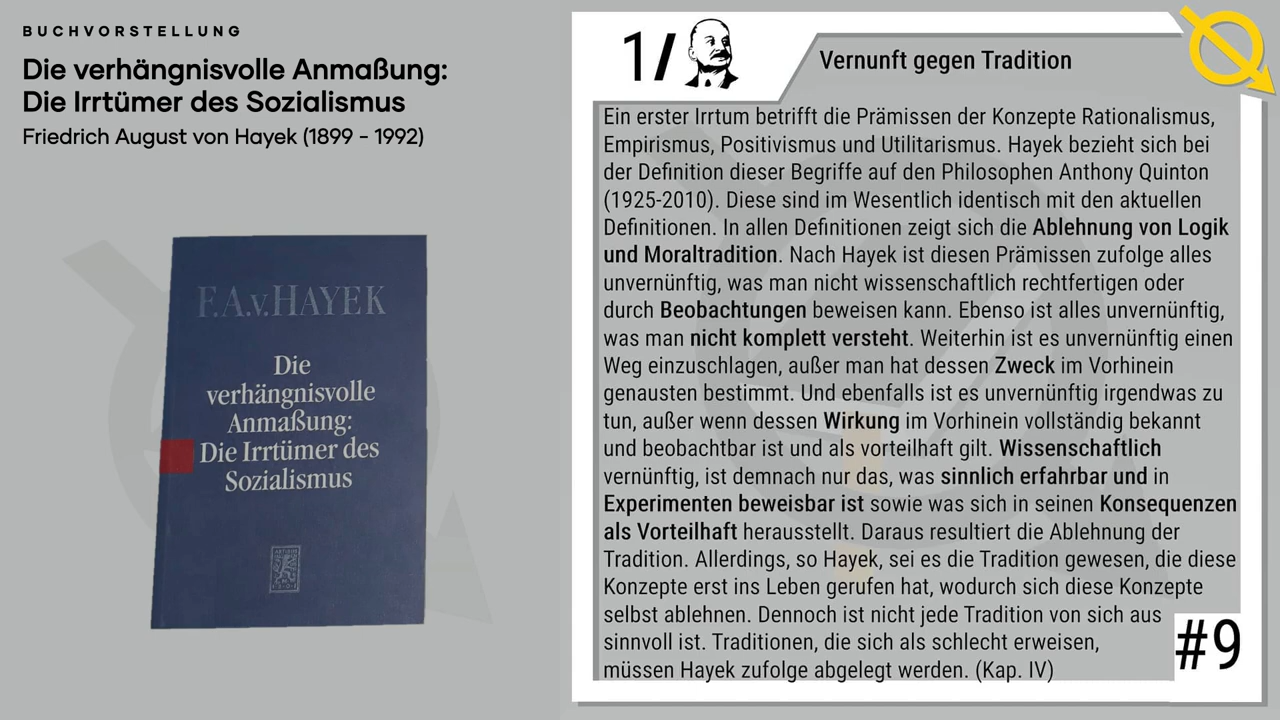 BUCHVORSTELLUNG
Die verhängnisvolle Anmaßung:
Die Irrtümer des Sozialismus
Friedrich August von Hayek (1899 - 1992)
F.A.v.HAYEK
Die
verhängnisvolle
Anmaßung:
Die Irrtümer des
Sozialismus
1/
Vernunft gegen Tradition
Ein erster Irrtum betrifft die Prämissen der Konzepte Rationalismus,
Empirismus, Positivismus und Utilitarismus. Hayek bezieht sich bei
der Definition dieser Begriffe auf den Philosophen Anthony Quinton
(1925-2010). Diese sind im Wesentlich identisch mit den aktuellen
Definitionen. In allen Definitionen zeigt sich die Ablehnung von Logik
und Moraltradition. Nach Hayek ist diesen Prämissen zufolge alles
unvernünftig, was man nicht wissenschaftlich rechtfertigen oder
durch Beobachtungen beweisen kann. Ebenso ist alles unvernünftig,
was man nicht komplett versteht. Weiterhin ist es unvernünftig einen
Weg einzuschlagen, außer man hat dessen Zweck im Vorhinein
genausten bestimmt. Und ebenfalls ist es unvernünftig irgendwas zu
tun, außer wenn dessen Wirkung im Vorhinein vollständig bekannt
und beobachtbar ist und als vorteilhaft gilt. Wissenschaftlich
vernünftig, ist demnach nur das, was sinnlich erfahrbar und in
Experimenten beweisbar ist sowie was sich in seinen Konsequenzen
als Vorteilhaft herausstellt. Daraus resultiert die Ablehnung der
Tradition. Allerdings, so Hayek, sei es die Tradition gewesen, die diese
Konzepte erst ins Leben gerufen hat, wodurch sich diese Konzepte
selbst ablehnen. Dennoch ist nicht jede Tradition von sich aus
sinnvoll ist. Traditionen, die sich als schlecht erweisen,
müssen Hayek zufolge abgelegt werden. (Kap. IV)
#9